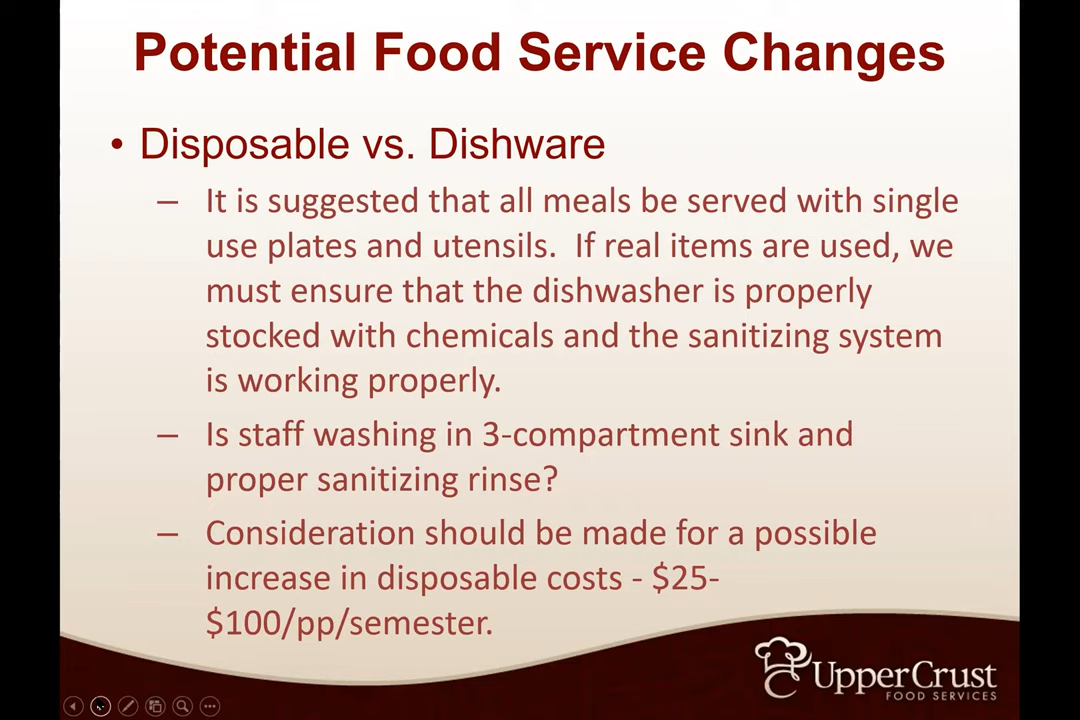 Potential Food Service Changes
• Disposable vs. Dishware
– It is suggested that all meals be served with single
use plates and utensils.  If real items are used, we
must ensure that the dishwasher is properly
stocked with chemicals and the sanitizing system
is working properly.
– Is staff washing in 3-compartment sink and
proper sanitizing rinse?
– Consideration should be made for a possible
increase in disposable costs - $25-
$100/pp/semester.
UpperCrust
FOOD SERVICES